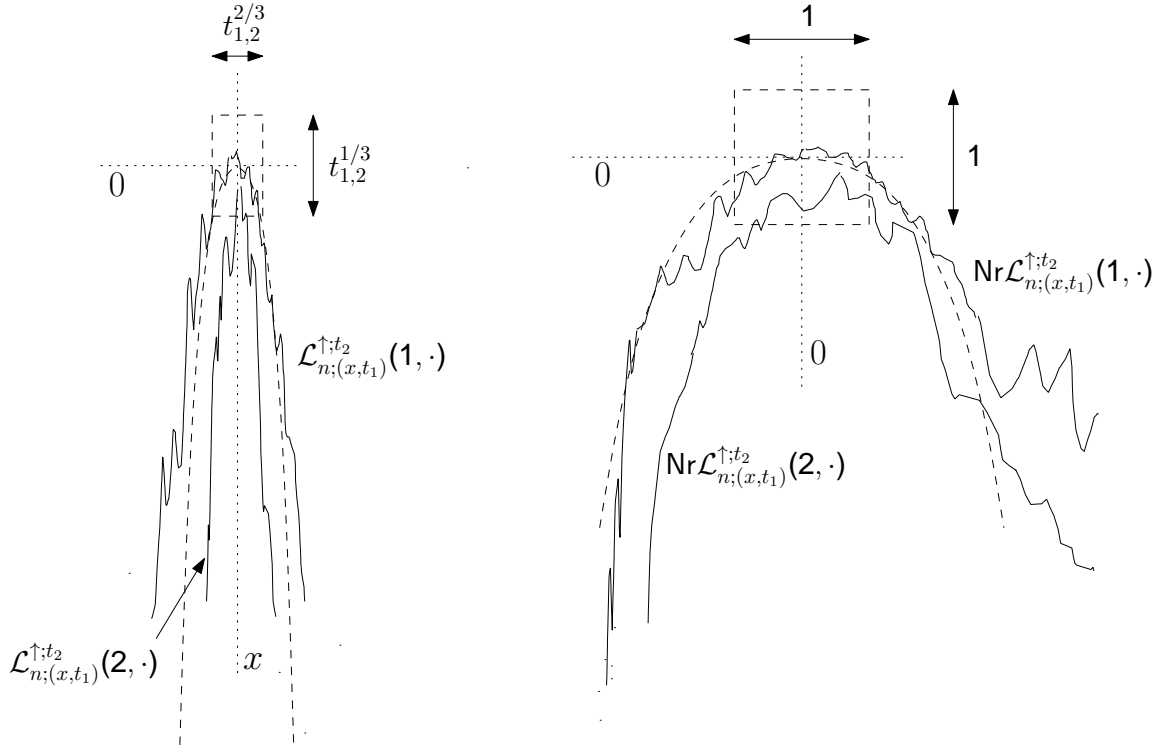 $t_{1,2}^{2/3}$
1
0
$t_{1,2}^{1/3}$
0
1
$\mathcal{L}_{n;(x,t_1)}^{\uparrow;t_2}(1,\cdot)$
$\mathsf{Nr}\mathcal{L}_{n;(x,t_1)}^{\uparrow;t_2}(1,\cdot)$
0
$\mathsf{Nr}\mathcal{L}_{n;(x,t_1)}^{\uparrow;t_2}(2,\cdot)$
$\mathcal{L}_{n;(x,t_1)}^{\uparrow;t_2}(2,\cdot)$
$x$